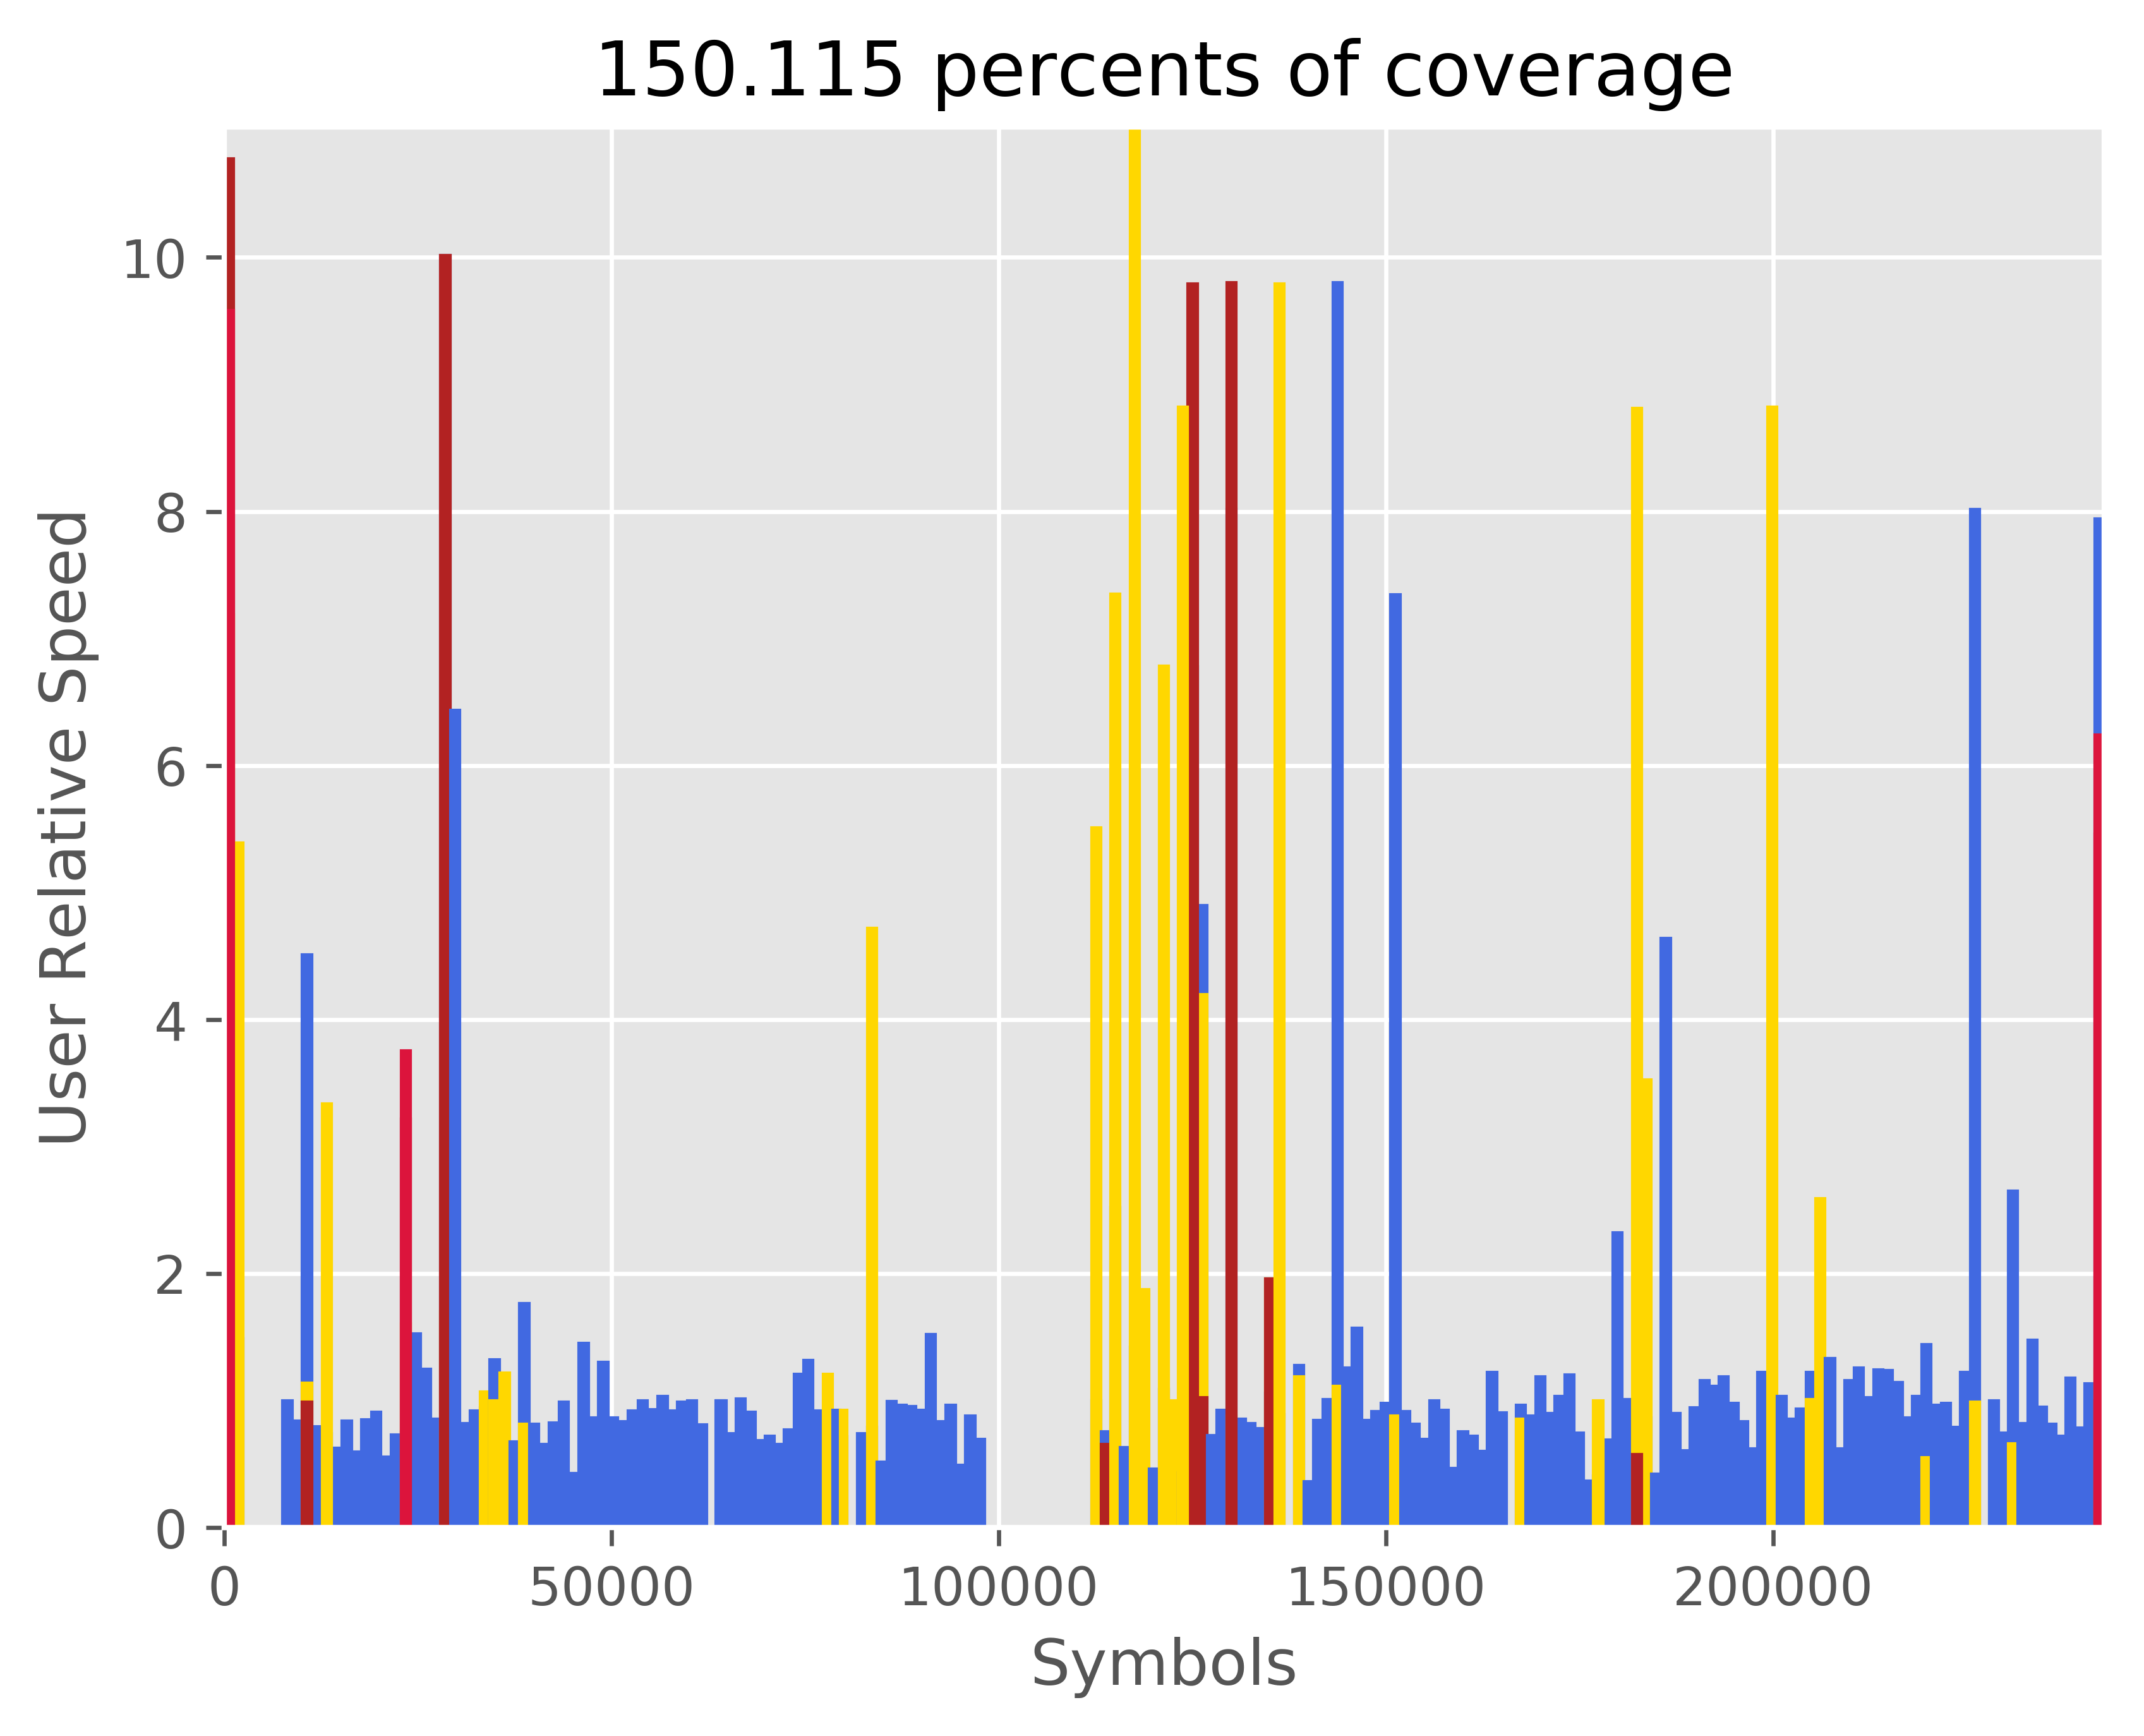 150.115 percents of coverage
User Relative Speed
10
8
6
4
2
0
0 50000 100000 150000 200000
Symbols